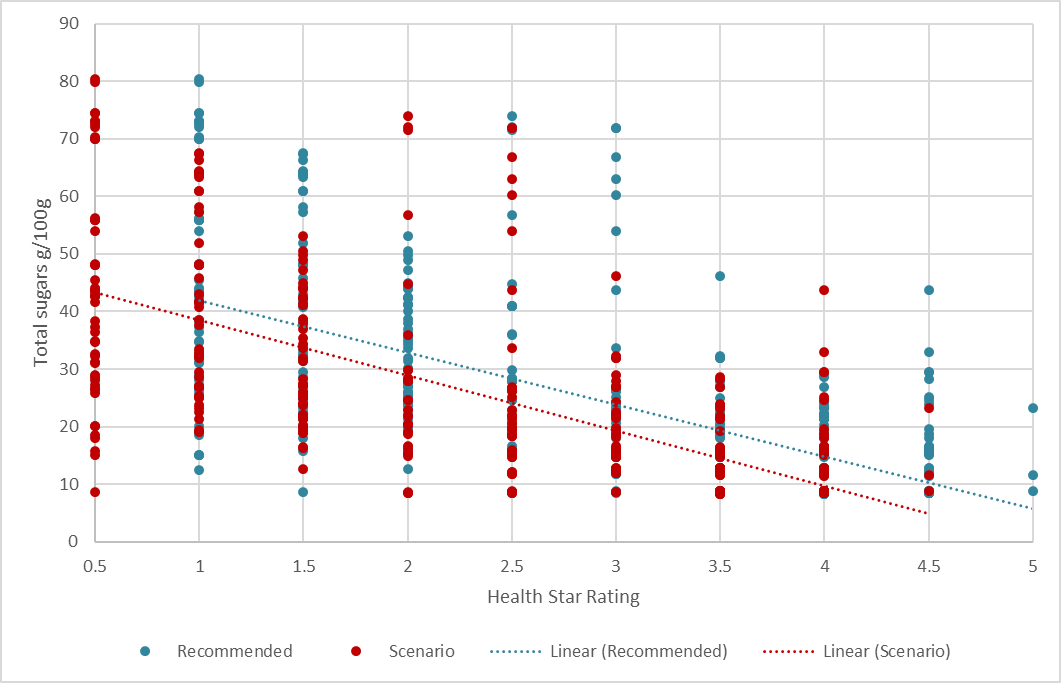 90
80
70
60
50
40
30
20
10
0
Total sugars g/100g
0.5 1 1.5 2 2.5 3 3.5 4 4.5 5
Health Star Rating
Recommended Scenario Linear (Recommended) Linear (Scenario)